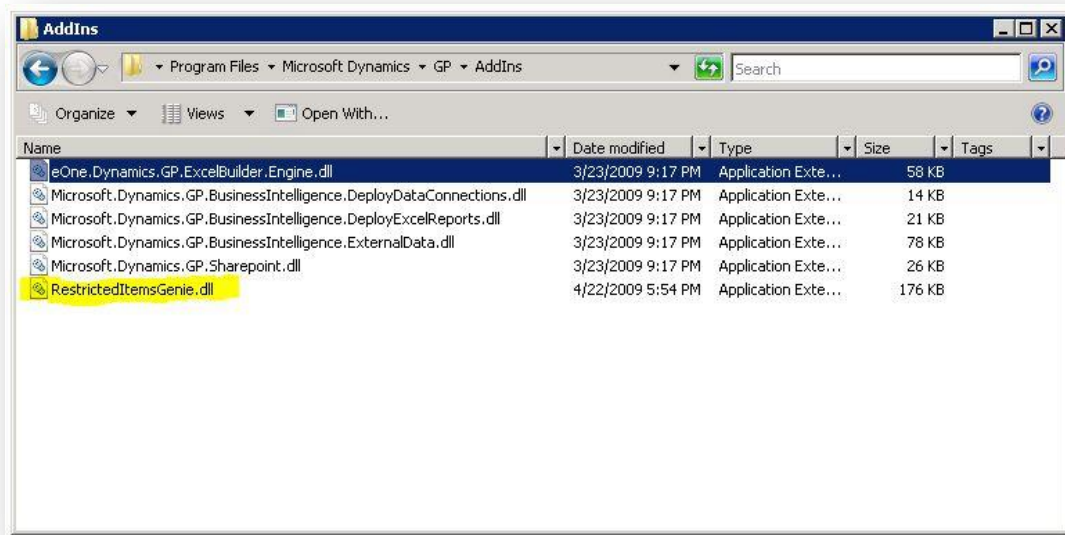 AddIns
Program Files Microsoft Dynamics GP AddIns Search
Organize Views Open With...
Name Date modified Type Size Tags
eOne.Dynamics.GP.ExcelBuilder.Engine.dll 3/23/2009 9:17 PM Application Exte... 58 KB
Microsoft.Dynamics.GP.BusinessIntelligence.DeployDataConnections.dll 3/23/2009 9:17 PM Application Exte... 14 KB
Microsoft.Dynamics.GP.BusinessIntelligence.DeployExcelReports.dll 3/23/2009 9:17 PM Application Exte... 21 KB
Microsoft.Dynamics.GP.BusinessIntelligence.ExternalData.dll 3/23/2009 9:17 PM Application Exte... 78 KB
Microsoft.Dynamics.GP.Sharepoint.dll 3/23/2009 9:17 PM Application Exte... 26 KB
RestrictedItemsGenie.dll 4/22/2009 5:54 PM Application Exte... 176 KB